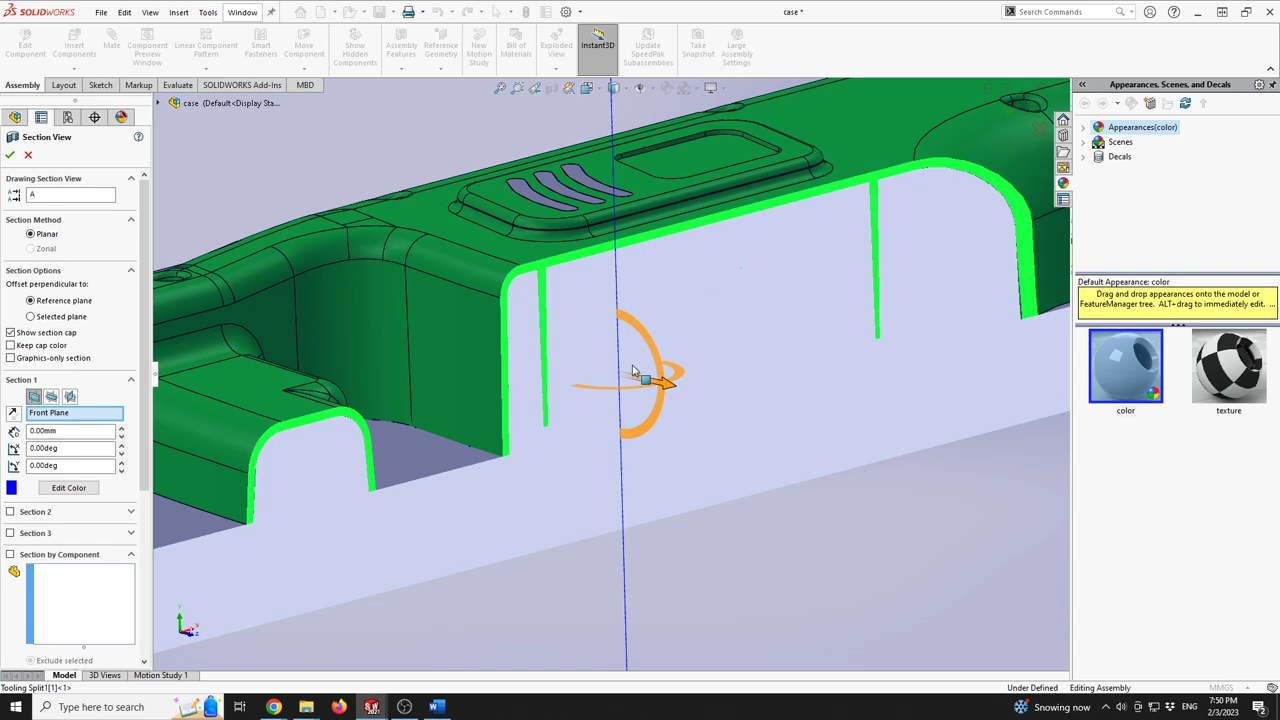 SOLIDWORKS File Edit View Insert Tools Window case * Search Commands
Edit Component
Insert Components
Mate
Component Preview Window
Linear Component Pattern
Smart Fasteners
Move Component
Show Hidden Components
Assembly Features
Reference Geometry
New Motion Study
Bill of Materials
Exploded View
Instant3D
Update SpeedPak Subassemblies
Take Snapshot
Large Assembly Settings
Assembly Layout Sketch Markup Evaluate SOLIDWORKS Add-Ins MBD
case (Default<Display Sta...
Section View
Drawing Section View
A
Section Method
Planar
Zonal
Section Options
Offset perpendicular to:
Reference plane
Selected plane
Show section cap
Keep cap color
Graphics-only section
Section 1
Front Plane
0.00mm
0.00deg
0.00deg
Edit Color
Section 2
Section 3
Section by Component
Exclude selected
Appearances, Scenes, and Decals
Appearances(color)
Scenes
Decals
Default Appearance: color
Drag and drop appearances onto the model or
FeatureManager tree. ALT+drag to immediately edit. ...
color texture
Model 3D Views Motion Study 1
Tooling Split1[1]<1> Under Defined Editing Assembly MMGS
Type here to search Snowing now 7:50 PM
2/3/2023